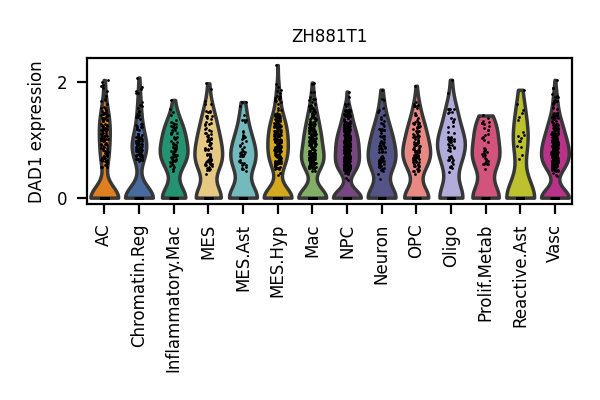 ZH881T1
DAD1 expression
2
0
AC
Chromatin.Reg
Inflammatory.Mac
MES
MES.Ast
MES.Hyp
Mac
NPC
Neuron
OPC
Oligo
Prolif.Metab
Reactive.Ast
Vasc